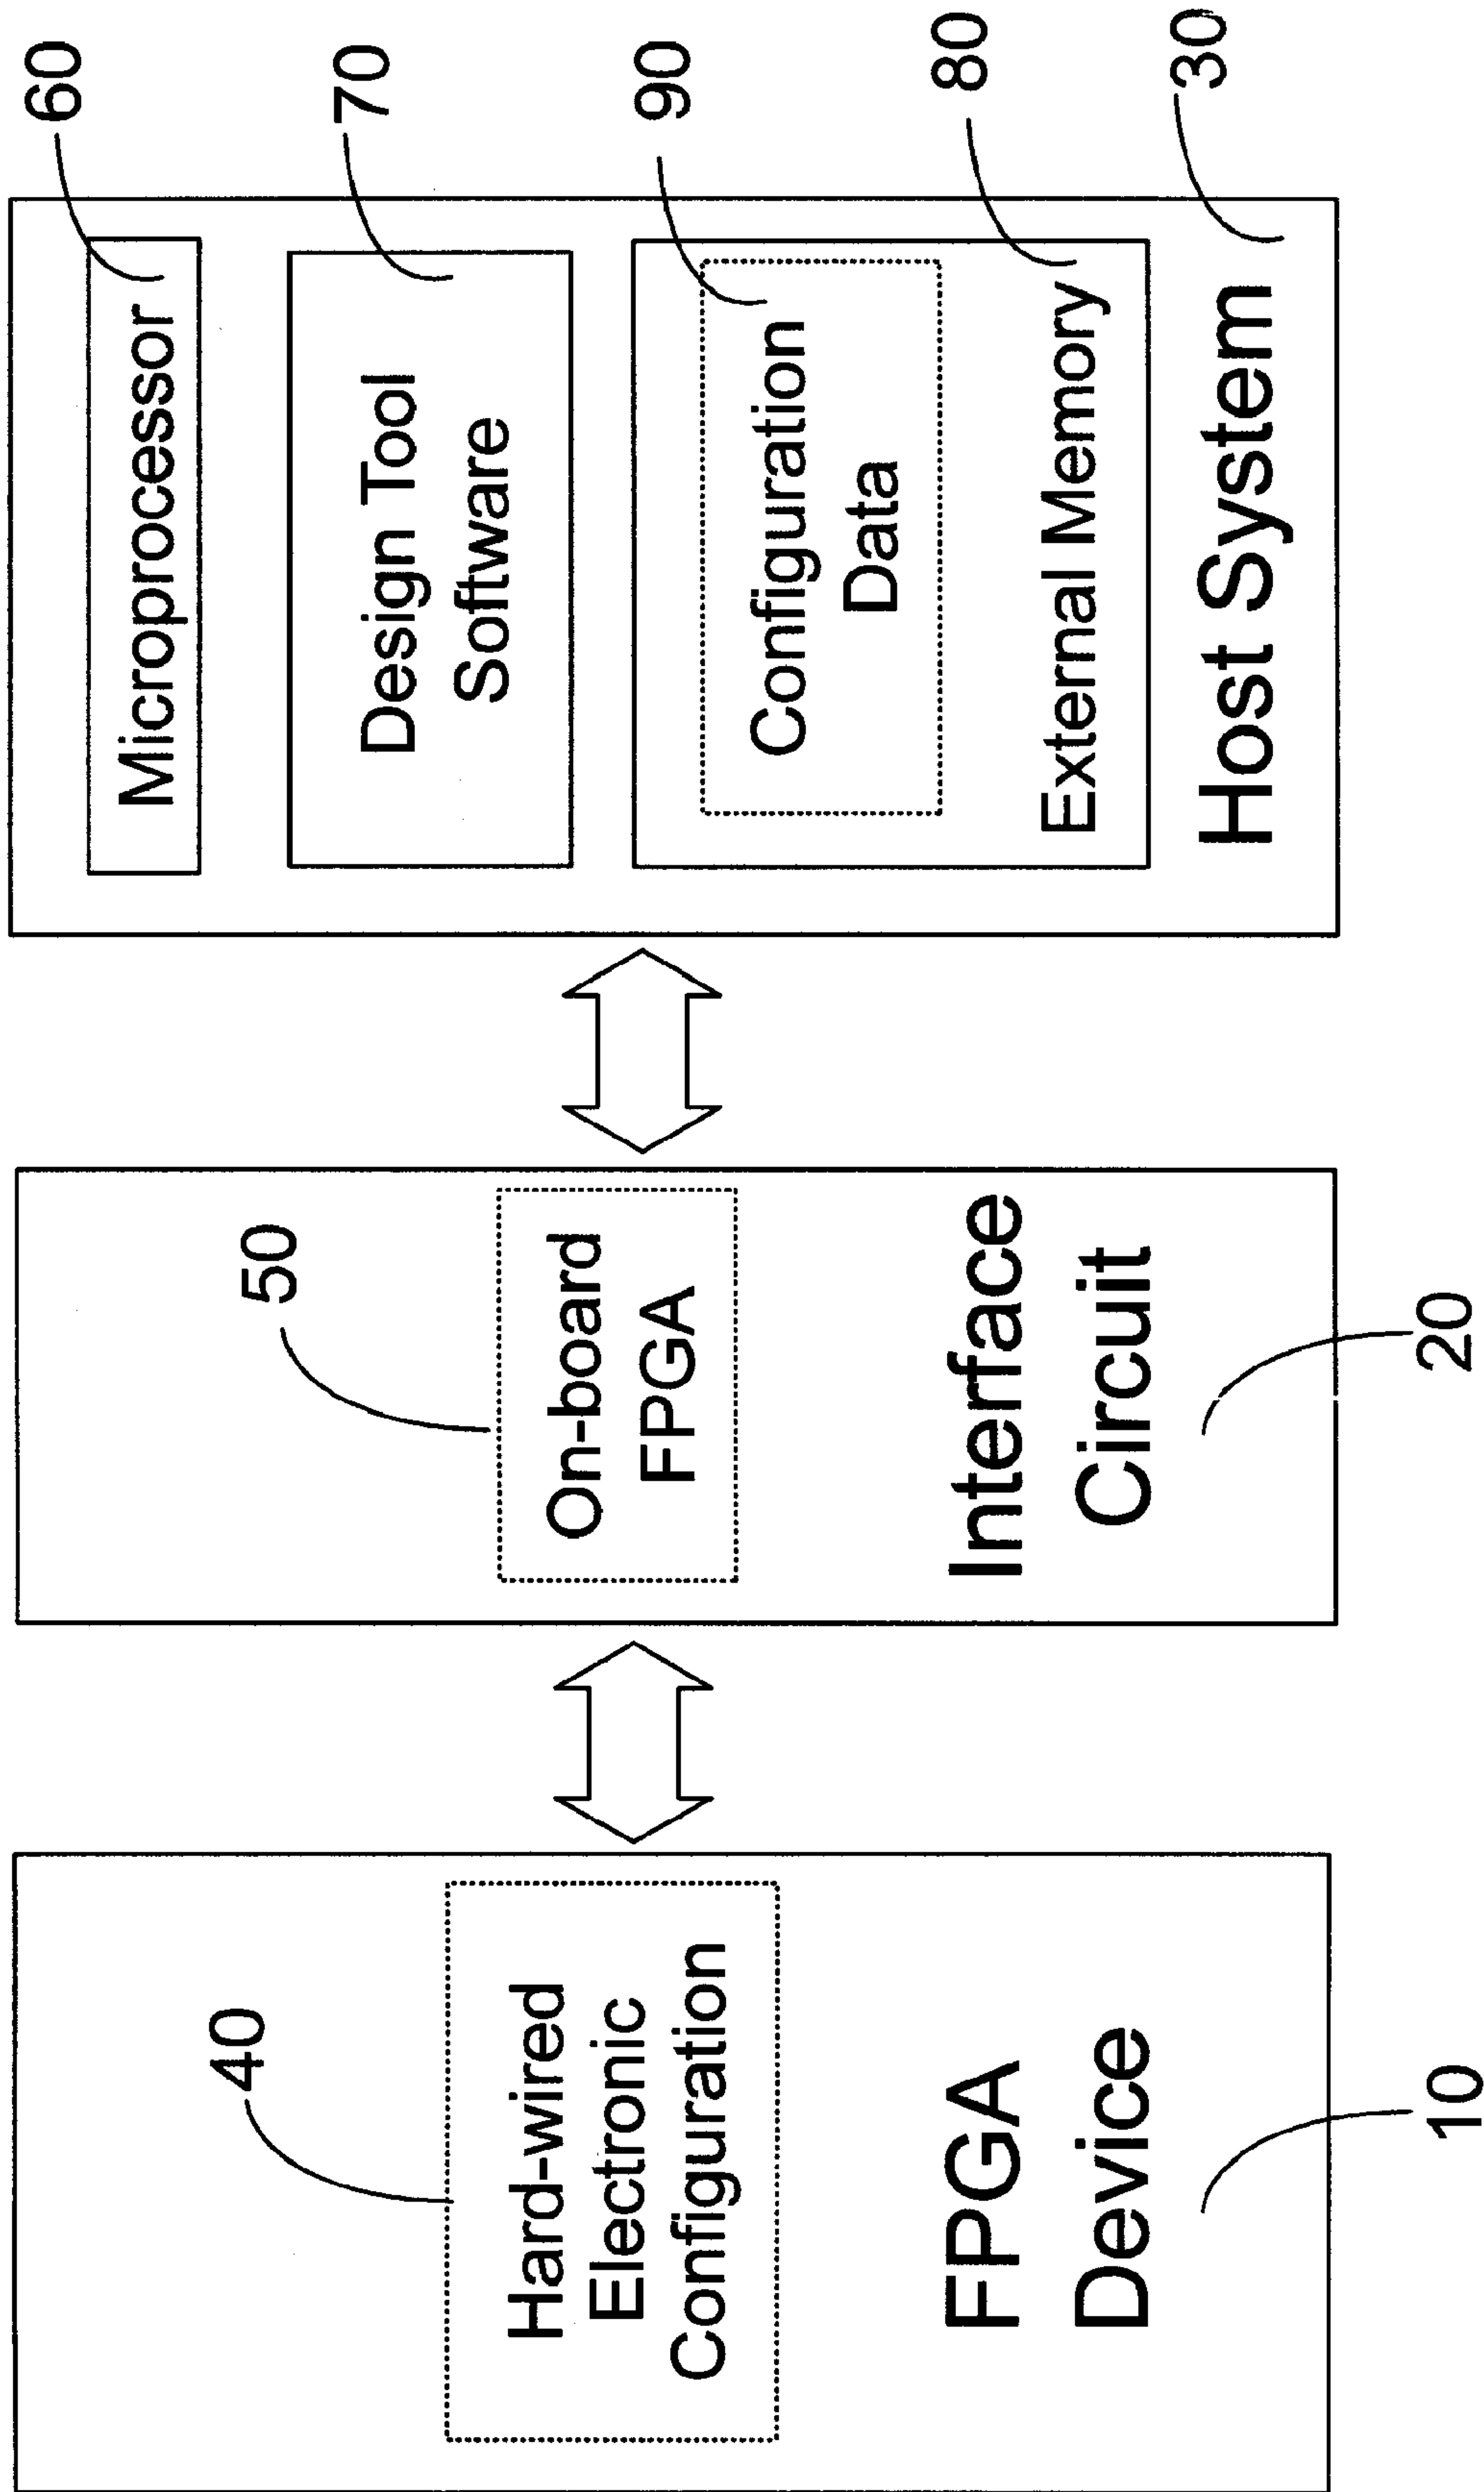 40
Hard-wired
Electronic
Configuration
FPGA
Device
10
50
On-board
FPGA
Interface
Circuit
20
60
Microprocessor
70
Design Tool
Software
90
Configuration
Data
80
External Memory
30
Host System